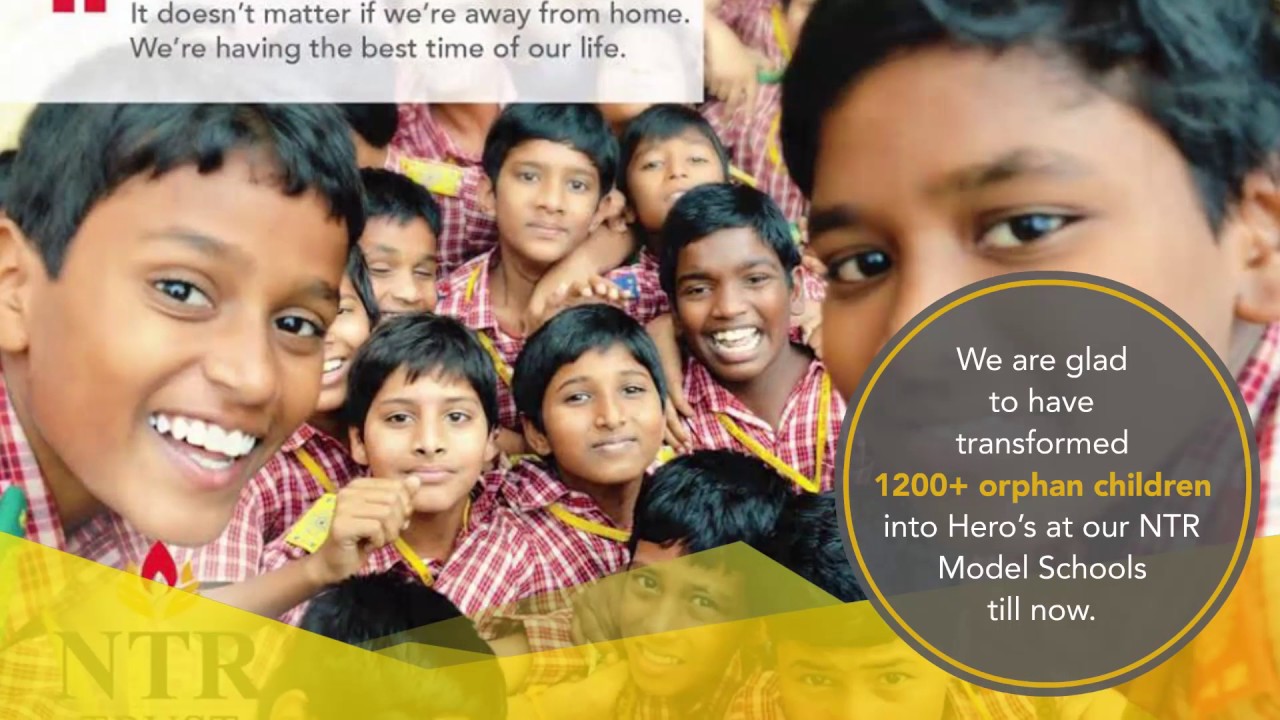 It doesn't matter if we're away from home.
We're having the best time of our life.
We are glad
to have
transformed
1200+ orphan children
into Hero's at our NTR
Model Schools
till now.
NTR
TRUST